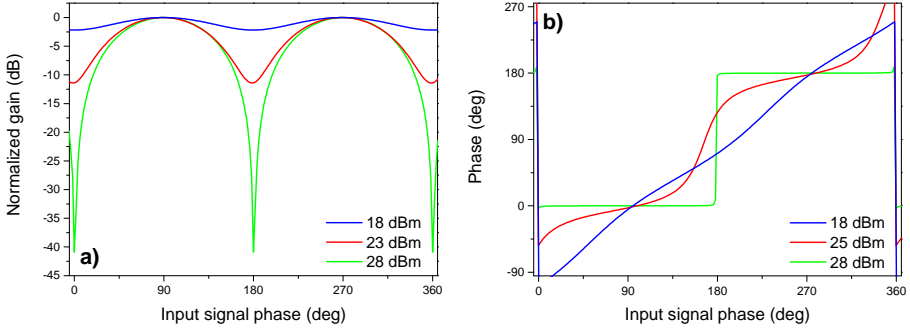 Normalized gain (dB)
0
-5
-10
-15
-20
-25
-30
-35
-40
-45
0
90
180
270
360
Input signal phase (deg)
a)
18 dBm
23 dBm
28 dBm
Phase (deg)
270
180
90
0
-90
0
90
180
270
360
Input signal phase (deg)
b)
18 dBm
25 dBm
28 dBm